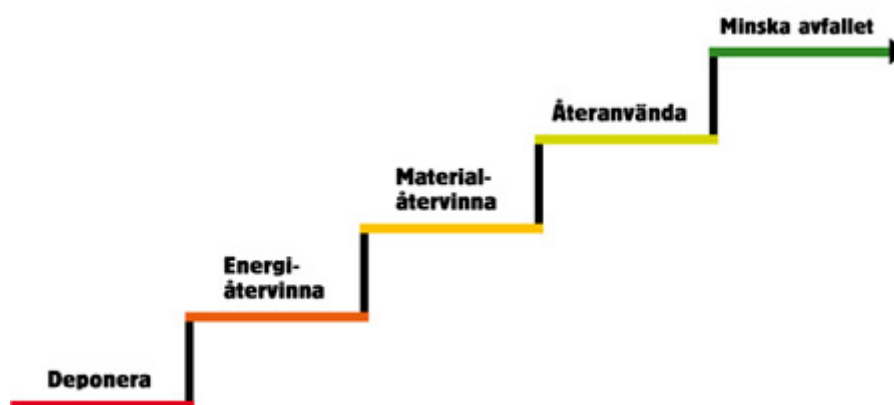 Minska avfallet
Återanvända
Material-
återvinna
Energi-
återvinna
Deponera